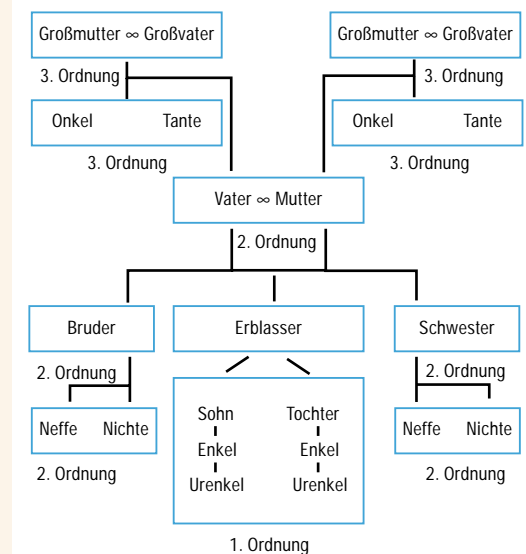 Großmutter ∞ Großvater
Großmutter ∞ Großvater
3. Ordnung
3. Ordnung
Onkel Tante
Onkel Tante
3. Ordnung
3. Ordnung
Vater ∞ Mutter
2. Ordnung
Bruder
Erblasser
Schwester
2. Ordnung
2. Ordnung
Neffe Nichte
Sohn Tochter
Enkel Enkel
Urenkel Urenkel
Neffe Nichte
2. Ordnung
2. Ordnung
1. Ordnung